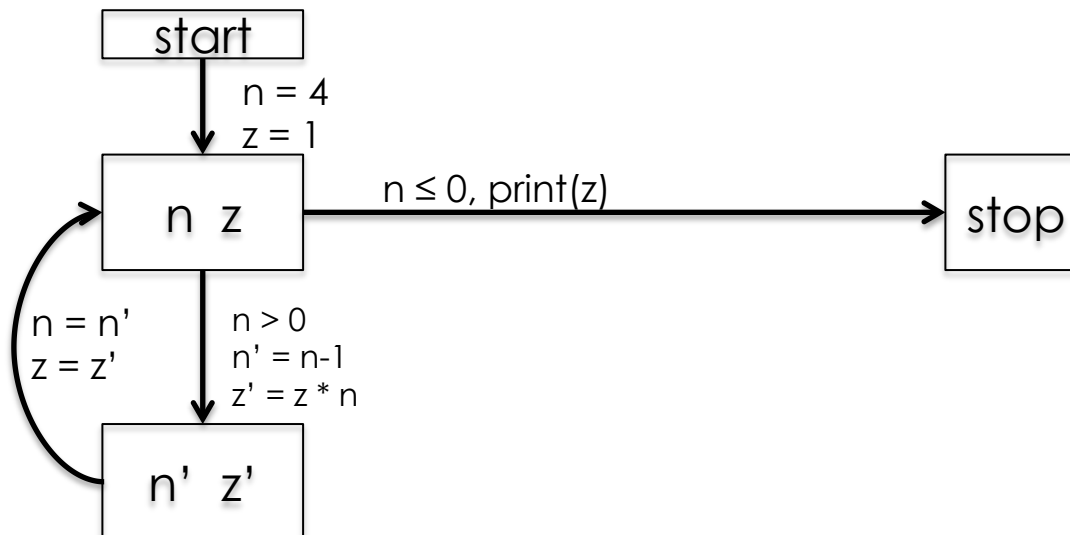 start
n = 4
z = 1
n z
n ≤ 0, print(z)
stop
n = n’
z = z’
n > 0
n’ = n-1
z’ = z * n
n’ z’